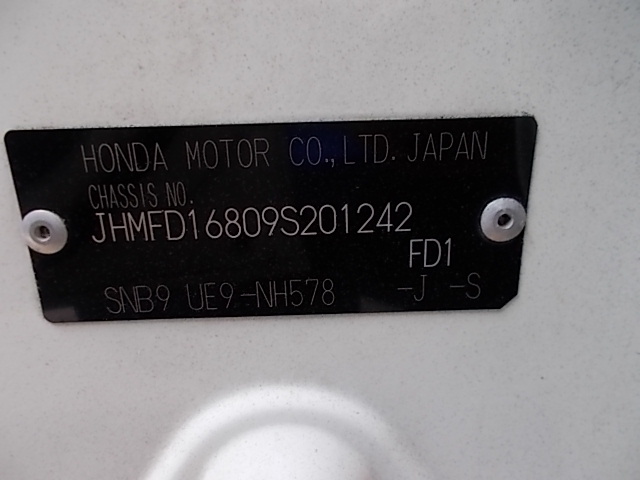 HONDA MOTOR CO.,LTD. JAPAN
CHASSIS NO.
JHMFD16809S201242
FD1
SNB9 UE9-NH578 -J -S